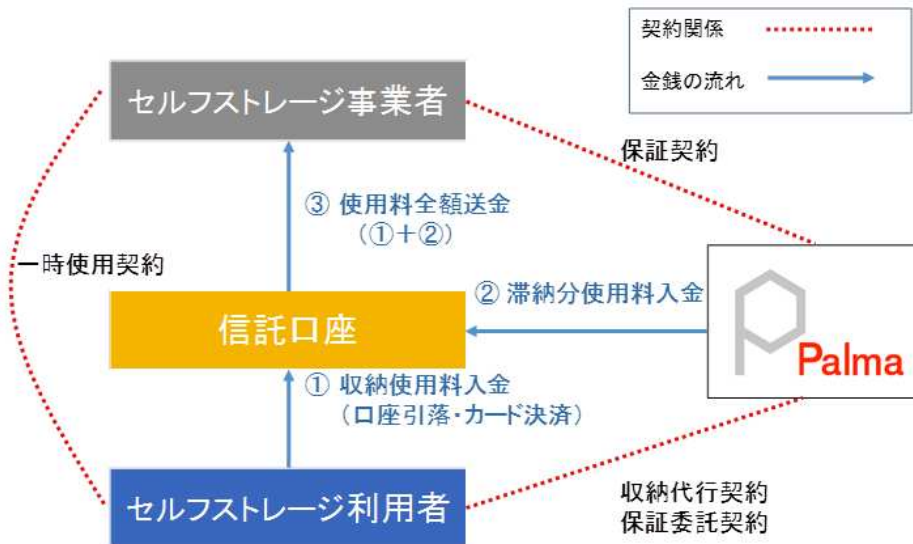 契約関係
金銭の流れ
セルフストレージ事業者
保証契約
③ 使用料全額送金
(①+②)
一時使用契約
② 滞納分使用料入金
信託口座
Palma
① 収納使用料入金
(口座引落・カード決済)
セルフストレージ利用者
収納代行契約
保証委託契約